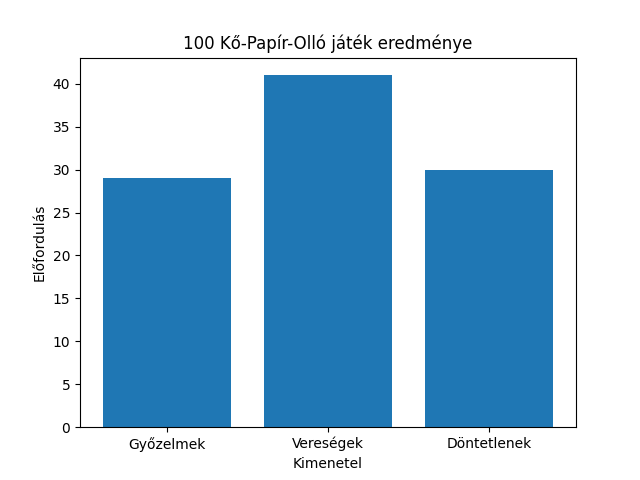 100 Kő-Papír-Olló játék eredménye
Előfordulás
40
35
30
25
20
15
10
5
0
Győzelmek
Vereségek
Döntetlenek
Kimenetel